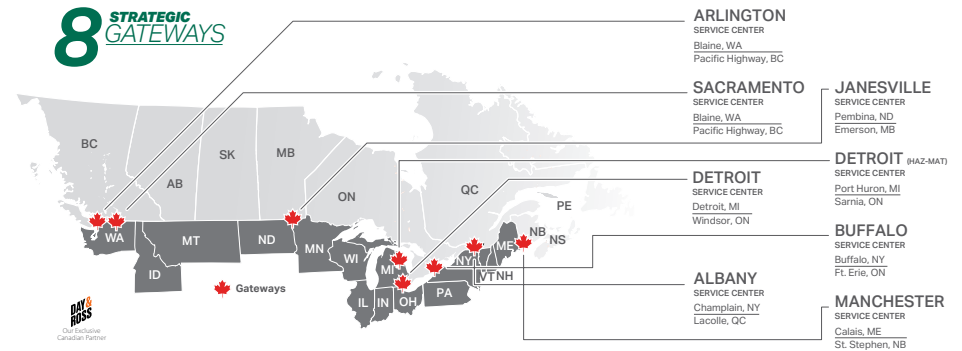 8 STRATEGIC
GATEWAYS
ARLINGTON
SERVICE CENTER
Blaine, WA
Pacific Highway, BC
SACRAMENTO
SERVICE CENTER
Blaine, WA
Pacific Highway, BC
JANESVILLE
SERVICE CENTER
Pembina, ND
Emerson, MB
DETROIT (HAZ-MAT)
SERVICE CENTER
Port Huron, MI
Sarnia, ON
DETROIT
SERVICE CENTER
Detroit, MI
Windsor, ON
BUFFALO
SERVICE CENTER
Buffalo, NY
Ft. Erie, ON
ALBANY
SERVICE CENTER
Champlain, NY
Lacolle, QC
MANCHESTER
SERVICE CENTER
Calais, ME
St. Stephen, NB
BC
AB
SK
MB
ON
QC
PE
NB
NS
WA
MT
ND
MN
WI
MI
NY
VT
NH
ME
ID
IL
IN
OH
PA
Gateways
DAY &
ROSS
Our Exclusive
Canadian Partner